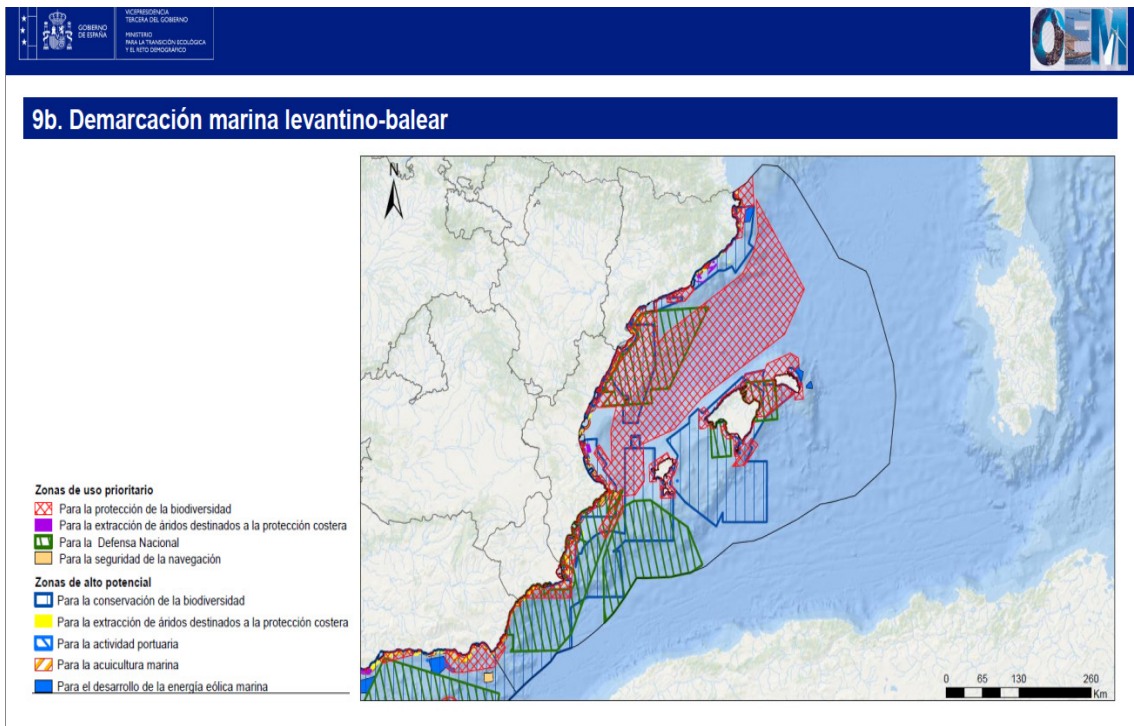 GOBIERNO
DE ESPAÑA
VICEPRESIDENCIA
TERCERA DEL GOBIERNO
MINISTERIO
PARA LA TRANSICIÓN ECOLÓGICA
Y EL RETO DEMOGRÁFICO
OEM
9b. Demarcación marina levantino-balear
N
Zonas de uso prioritario
Para la protección de la biodiversidad
Para la extracción de áridos destinados a la protección costera
Para la Defensa Nacional
Para la seguridad de la navegación
Zonas de alto potencial
Para la conservación de la biodiversidad
Para la extracción de áridos destinados a la protección costera
Para la actividad portuaria
Para la acuicultura marina
Para el desarrollo de la energía eólica marina
0 65 130 260
Km